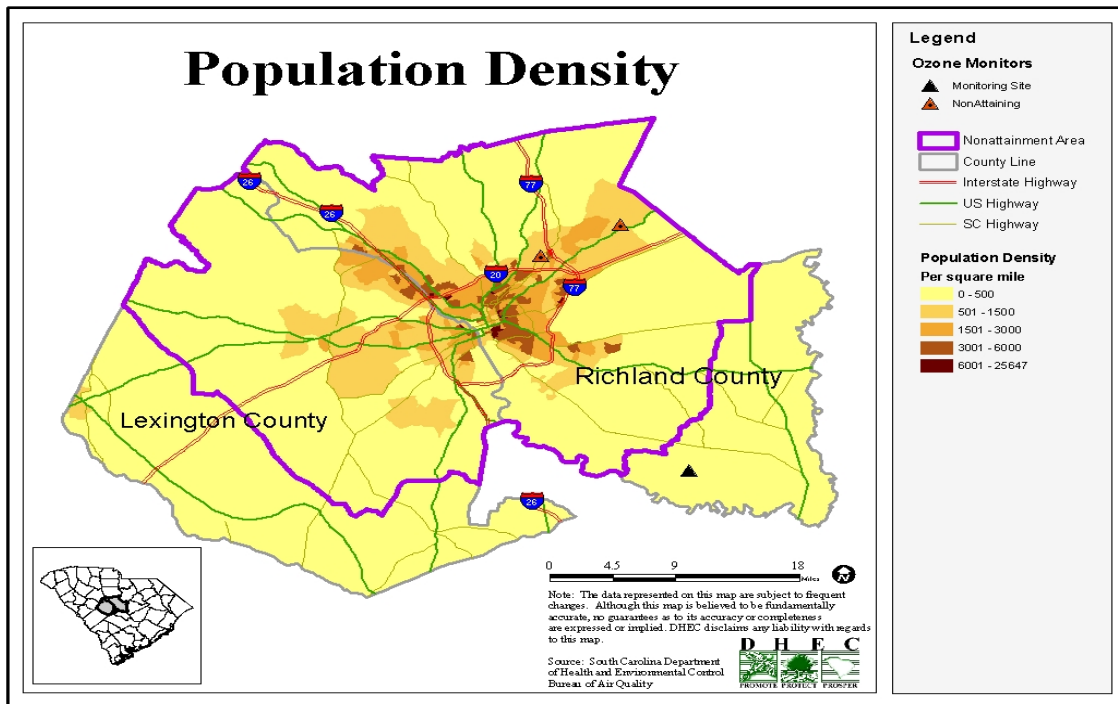 Population Density
26
26
77
20
77
Richland County
Lexington County
26
0 4.5 9 18
Miles
N
Note: The data represented on this map are subject to frequent
changes. Although this map is believed to be fundamentally
accurate, no guarantees as to its accuracy or completeness
are expressed or implied. DHEC disclaims any liability with regards
to this map.
Source: South Carolina Department
of Health and Environmental Control
Bureau of Air Quality
D H E C
PROMOTE PROTECT PROSPER
Legend
Ozone Monitors
Monitoring Site
NonAttaining
Nonattainment Area
County Line
Interstate Highway
US Highway
SC Highway
Population Density
Per square mile
0 - 500
501 - 1500
1501 - 3000
3001 - 6000
6001 - 25647